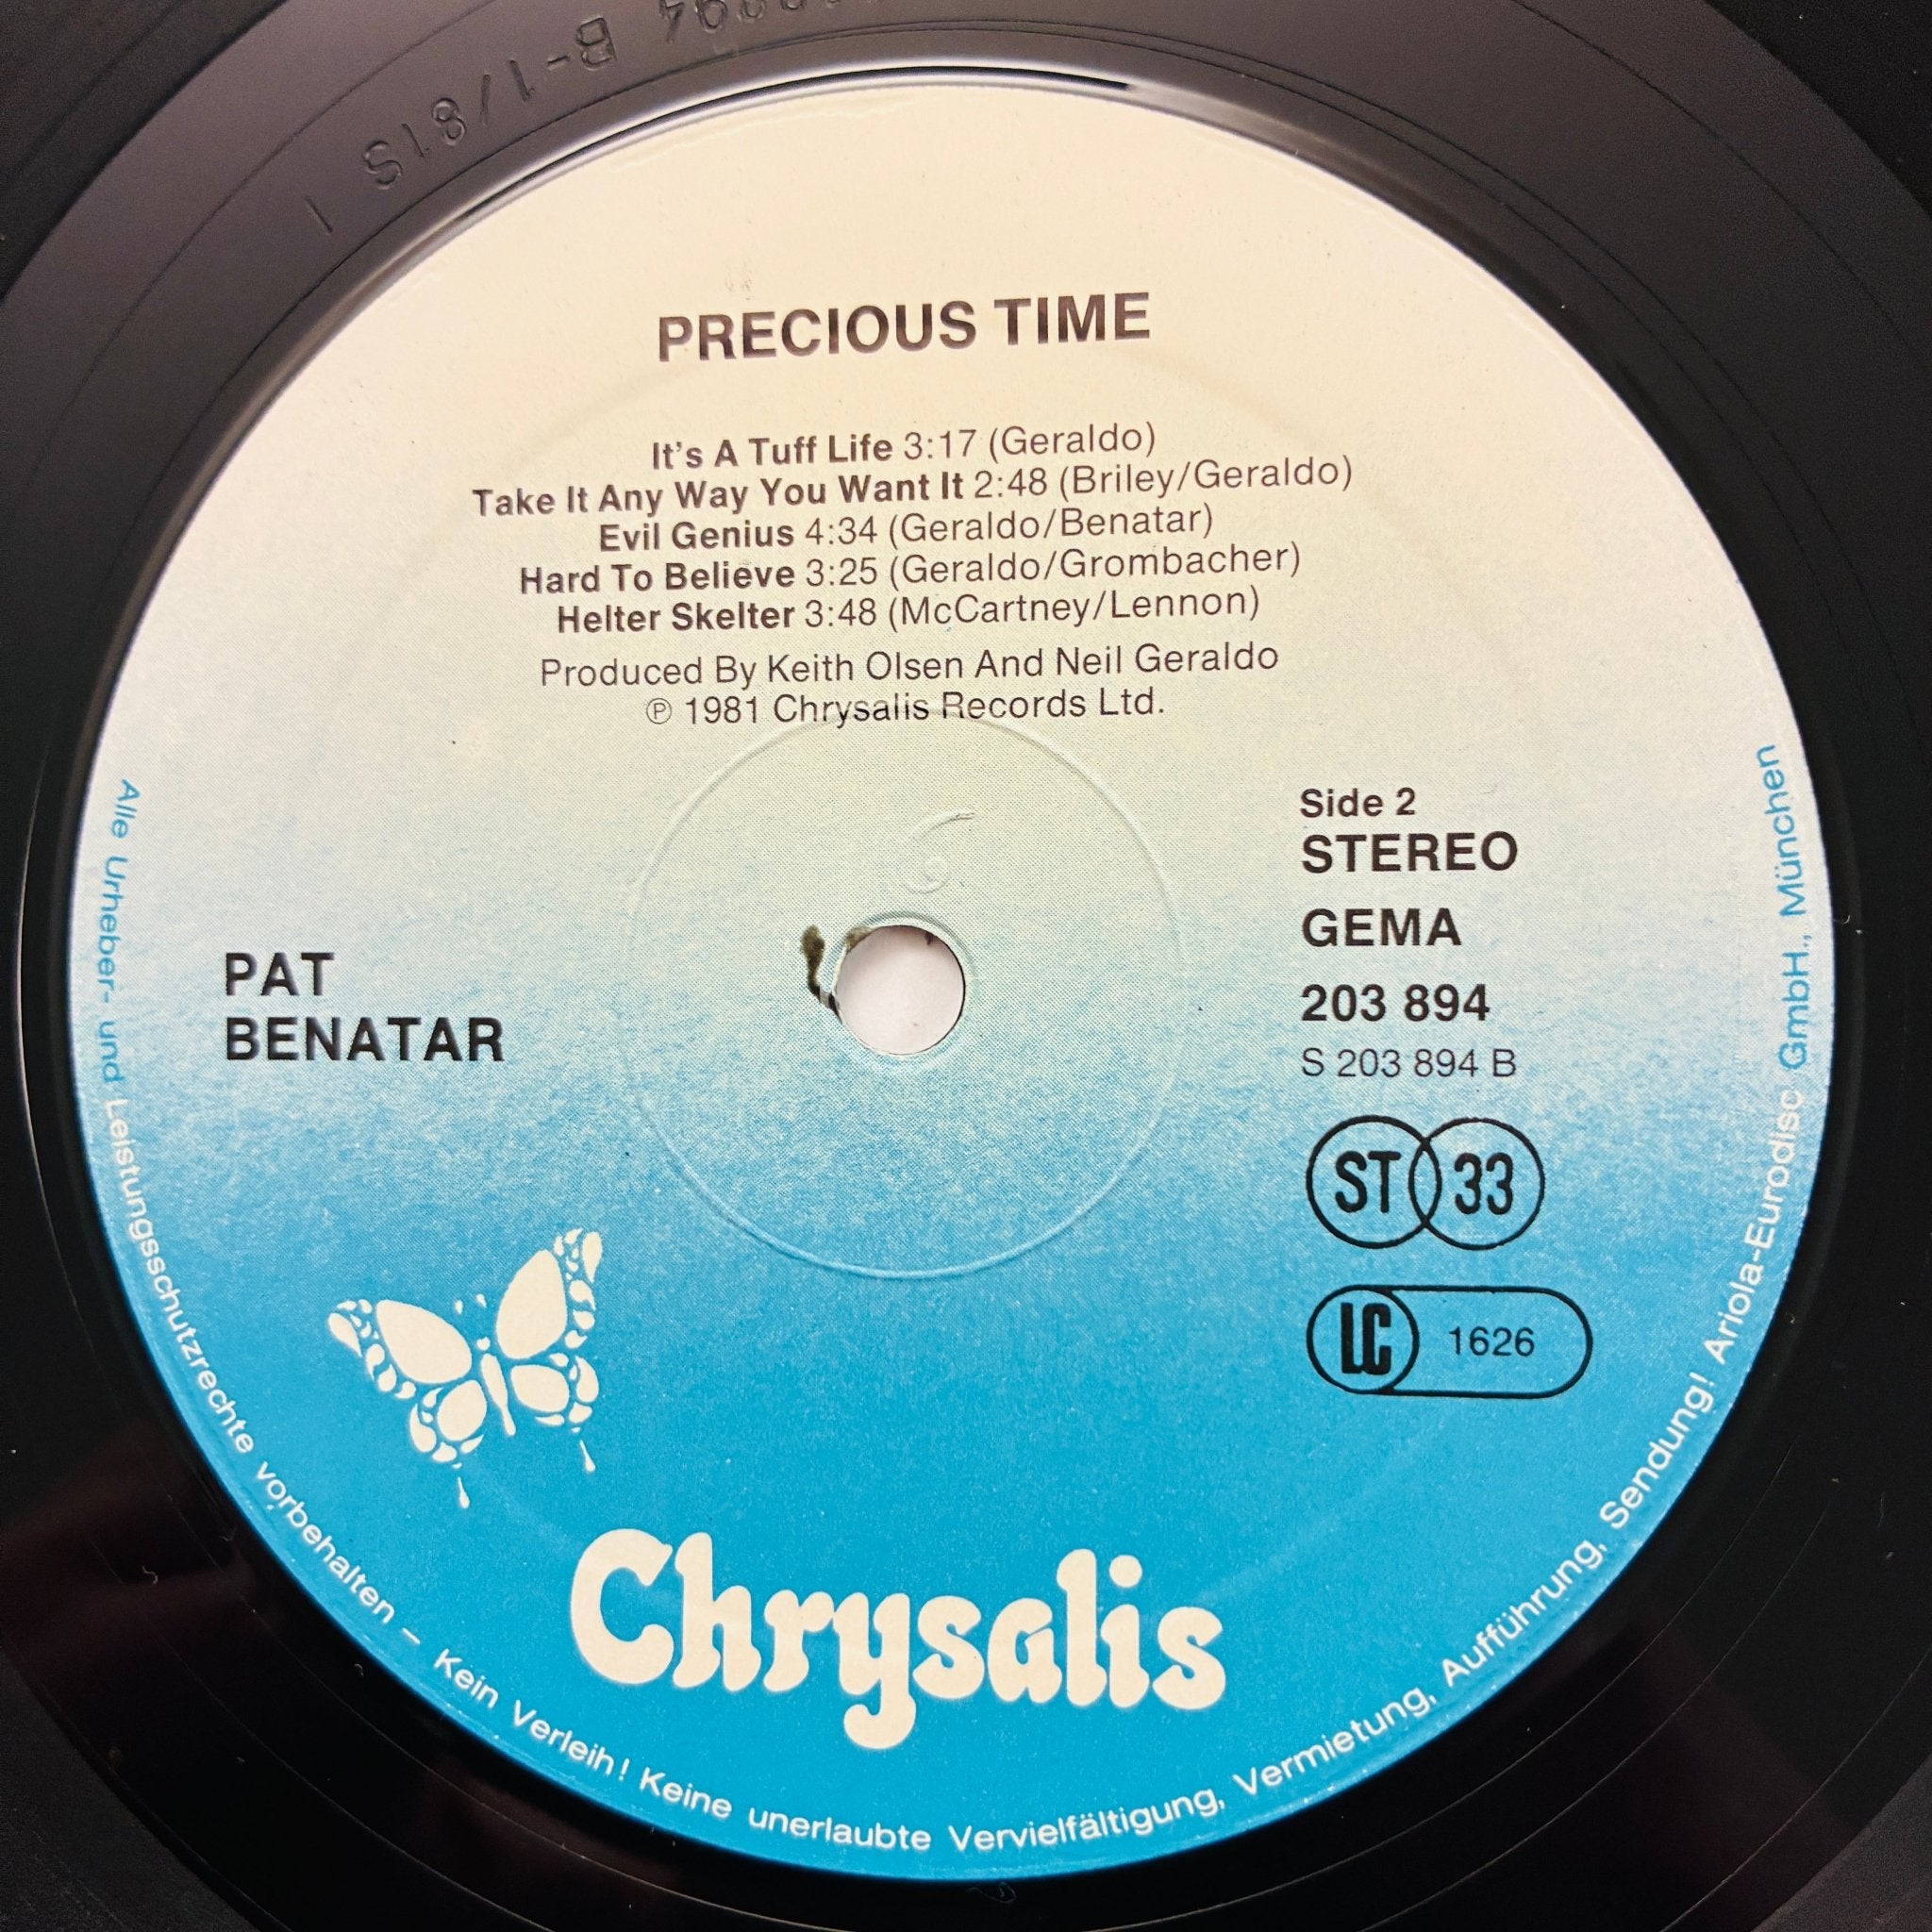 S 1/81 1-B
PRECIOUS TIME
It's A Tuff Life 3:17 (Geraldo)
Take It Any Way You Want It 2:48 (Briley/Geraldo)
Evil Genius 4:34 (Geraldo/Benatar)
Hard To Believe 3:25 (Geraldo/Grombacher)
Helter Skelter 3:48 (McCartney/Lennon)
Produced By Keith Olsen And Neil Geraldo
℗ 1981 Chrysalis Records Ltd.
6
PAT
BENATAR
Side 2
STEREO
GEMA
203 894
S 203 894 B
ST 33
LC 1626
Chrysalis
Alle Urheber- und Leistungsschutzrechte vorbehalten – Kein Verleih! Keine unerlaubte Vervielfältigung, Vermietung, Aufführung, Sendung! Ariola-Eurodisc GmbH., München